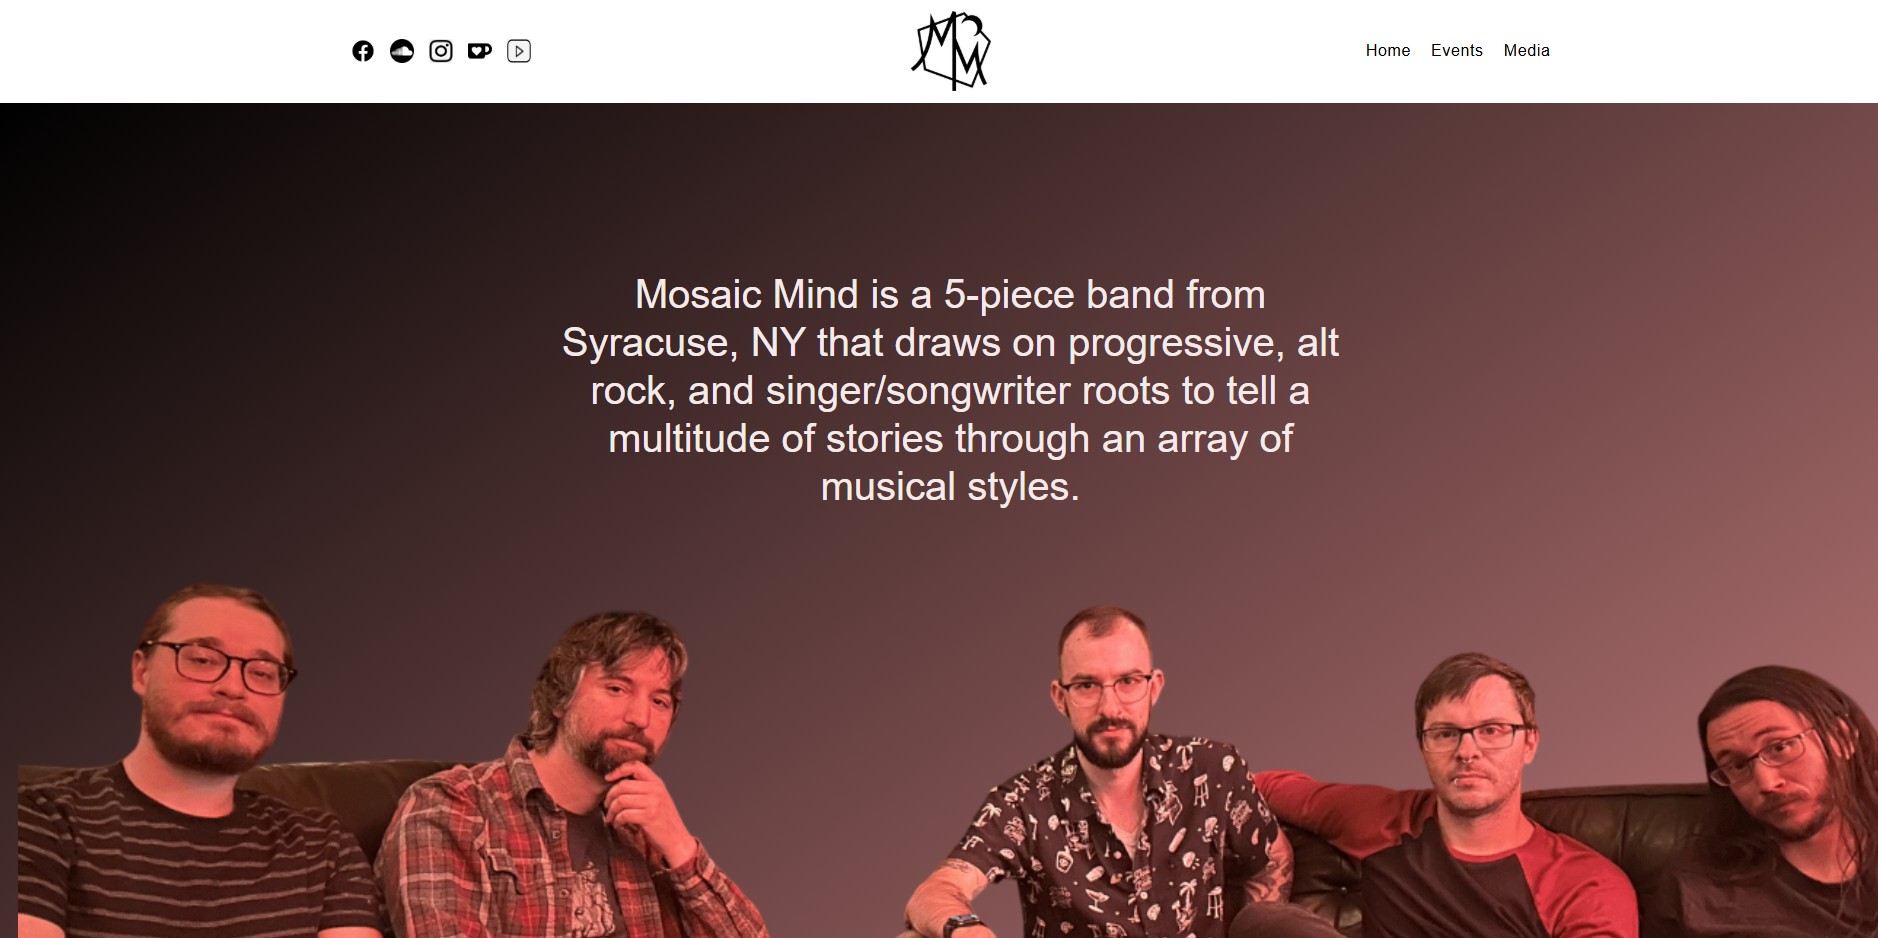 Home Events Media
Mosaic Mind is a 5-piece band from
Syracuse, NY that draws on progressive, alt
rock, and singer/songwriter roots to tell a
multitude of stories through an array of
musical styles.